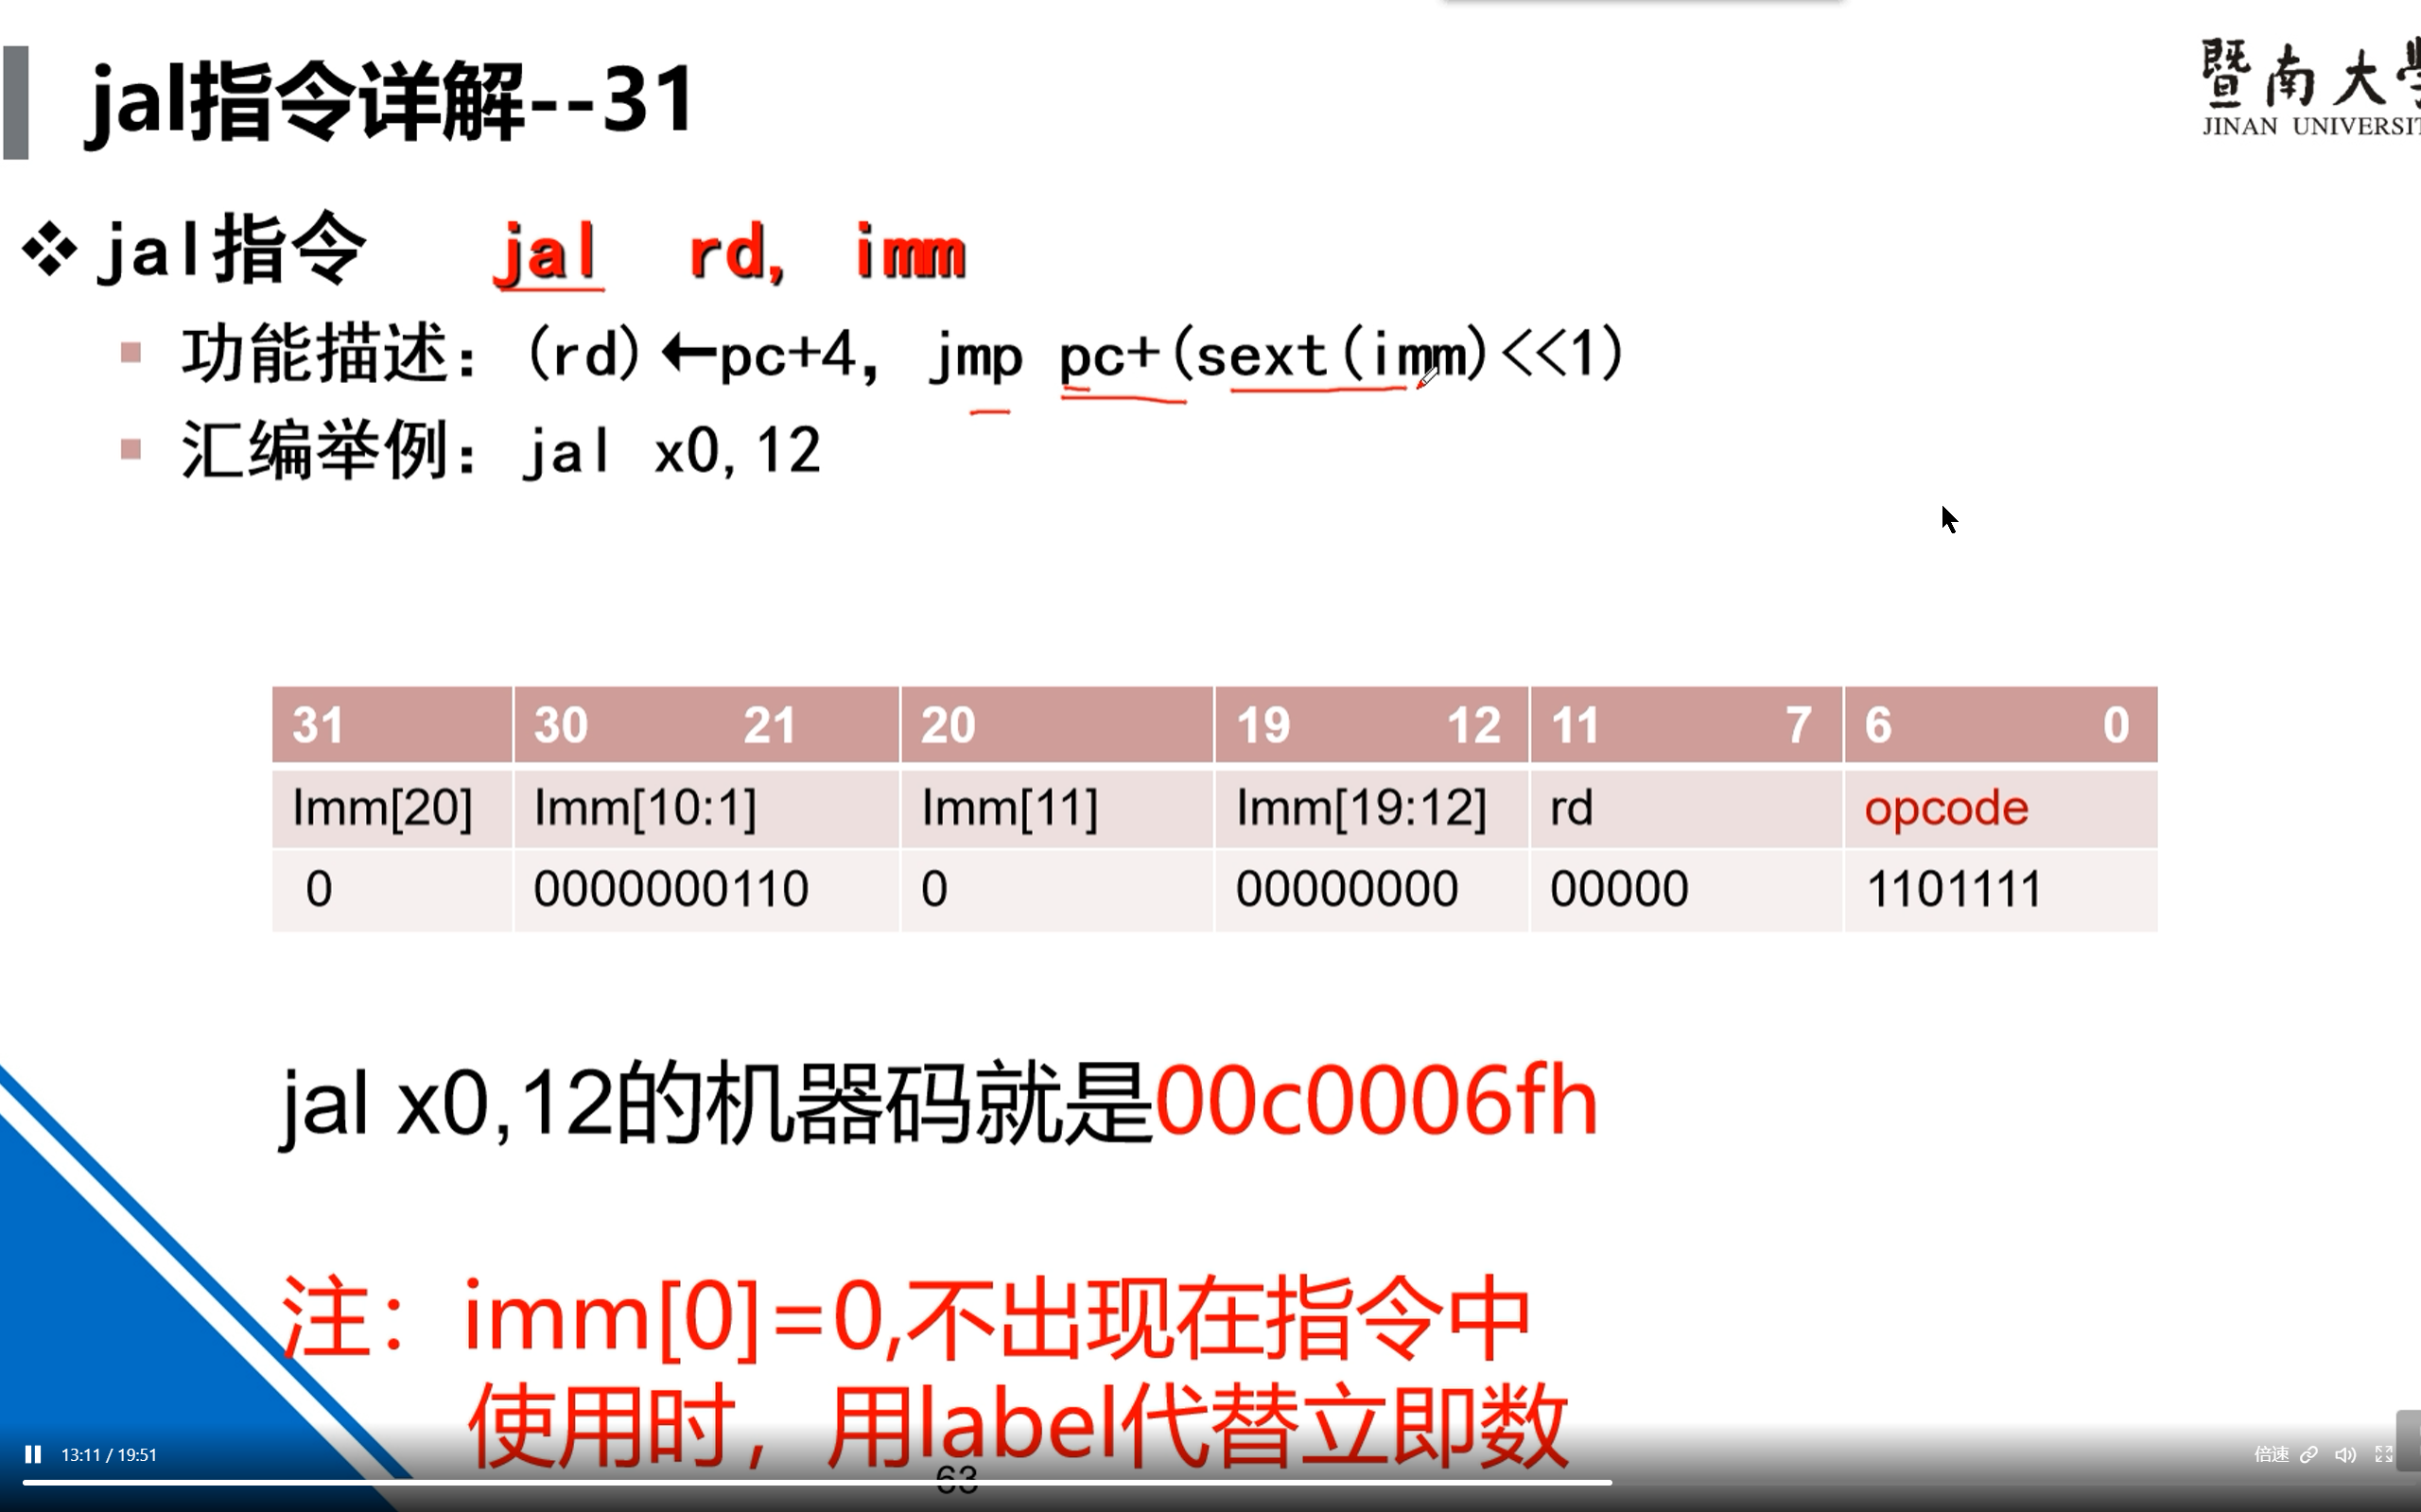 jal指令详解--31
暨南大
JINAN UNIVERSIT
❖ jal指令 jal rd, imm
▪ 功能描述：(rd)←pc+4, jmp pc+(sext(imm)<<1)
▪ 汇编举例：jal x0,12
31 30 21 20 19 12 11 7 6 0
Imm[20] Imm[10:1] Imm[11] Imm[19:12] rd opcode
0 0000000110 0 00000000 00000 1101111
jal x0,12的机器码就是00c0006fh
注：imm[0]=0,不出现在指令中
使用时，用label代替立即数
13:11 / 19:51
倍速
63